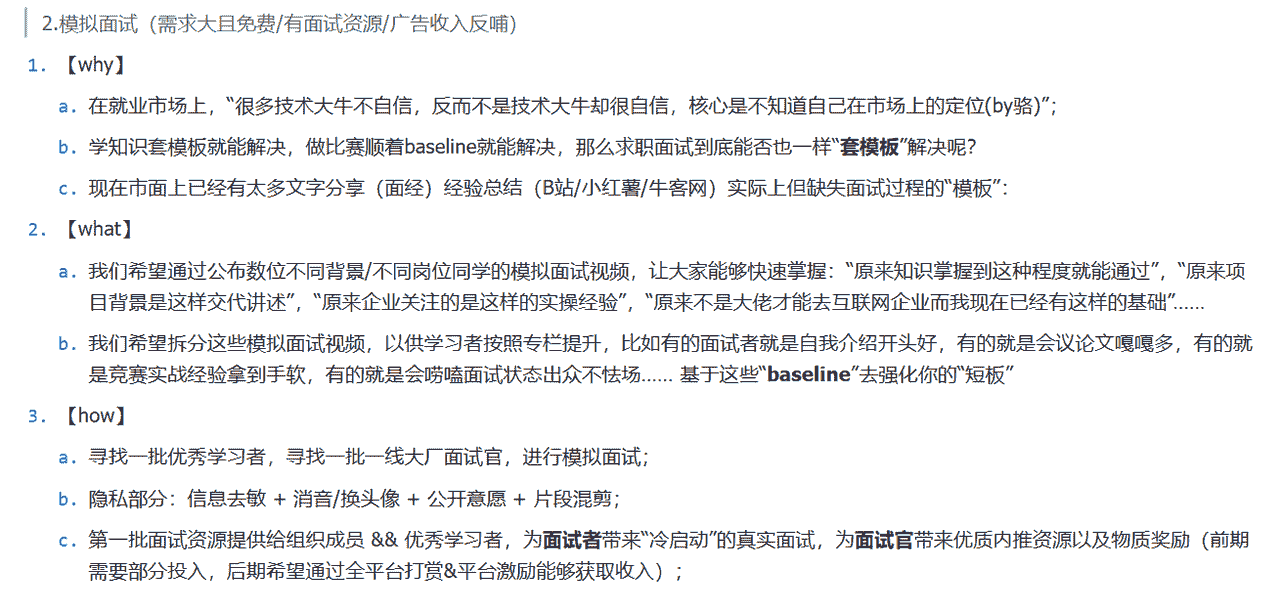 2.模拟面试（需求大且免费/有面试资源/广告收入反哺）
1. 【why】
a. 在就业市场上，“很多技术大牛不自信，反而不是技术大牛却很自信，核心是不知道自己在市场上的定位(by骆)”；
b. 学知识套模板就能解决，做比赛顺着baseline就能解决，那么求职面试到底能否也一样“套模板”解决呢？
c. 现在市面上已经有太多文字分享（面经）经验总结（B站/小红薯/牛客网）实际上但缺失面试过程的“模板”：
2. 【what】
a. 我们希望通过公布数位不同背景/不同岗位同学的模拟面试视频，让大家能够快速掌握：“原来知识掌握到这种程度就能通过”，“原来项
目背景是这样交代讲述”，“原来企业关注的是这样的实操经验”，“原来不是大佬才能去互联网企业而我现在已经有这样的基础”......
b. 我们希望拆分这些模拟面试视频，以供学习者按照专栏提升，比如有的面试者就是自我介绍开头好，有的就是会议论文嘎嘎多，有的就
是竞赛实战经验拿到手软，有的就是会唠嗑面试状态出众不怯场...... 基于这些“baseline”去强化你的“短板”
3. 【how】
a. 寻找一批优秀学习者，寻找一批一线大厂面试官，进行模拟面试；
b. 隐私部分：信息去敏 + 消音/换头像 + 公开意愿 + 片段混剪；
c. 第一批面试资源提供给组织成员 && 优秀学习者，为面试者带来“冷启动”的真实面试，为面试官带来优质内推资源以及物质奖励（前期
需要部分投入，后期希望通过全平台打赏&平台激励能够获取收入）；